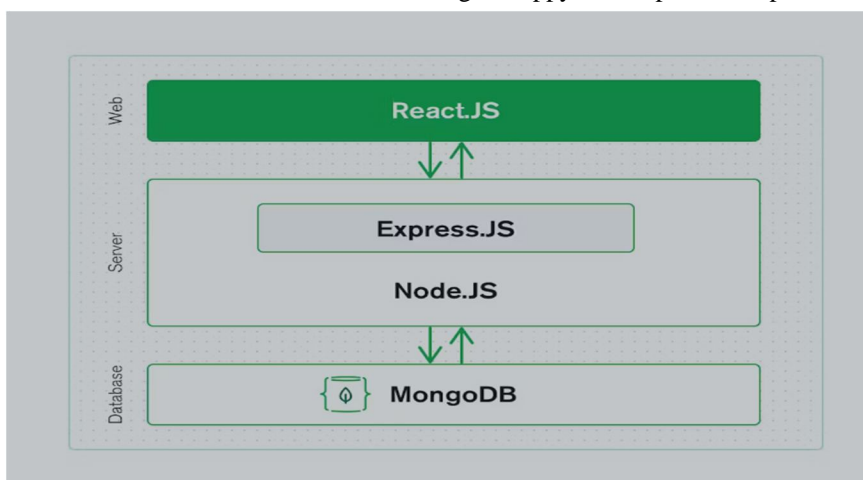 Web
React.JS
Server
Express.JS
Node.JS
Database
MongoDB